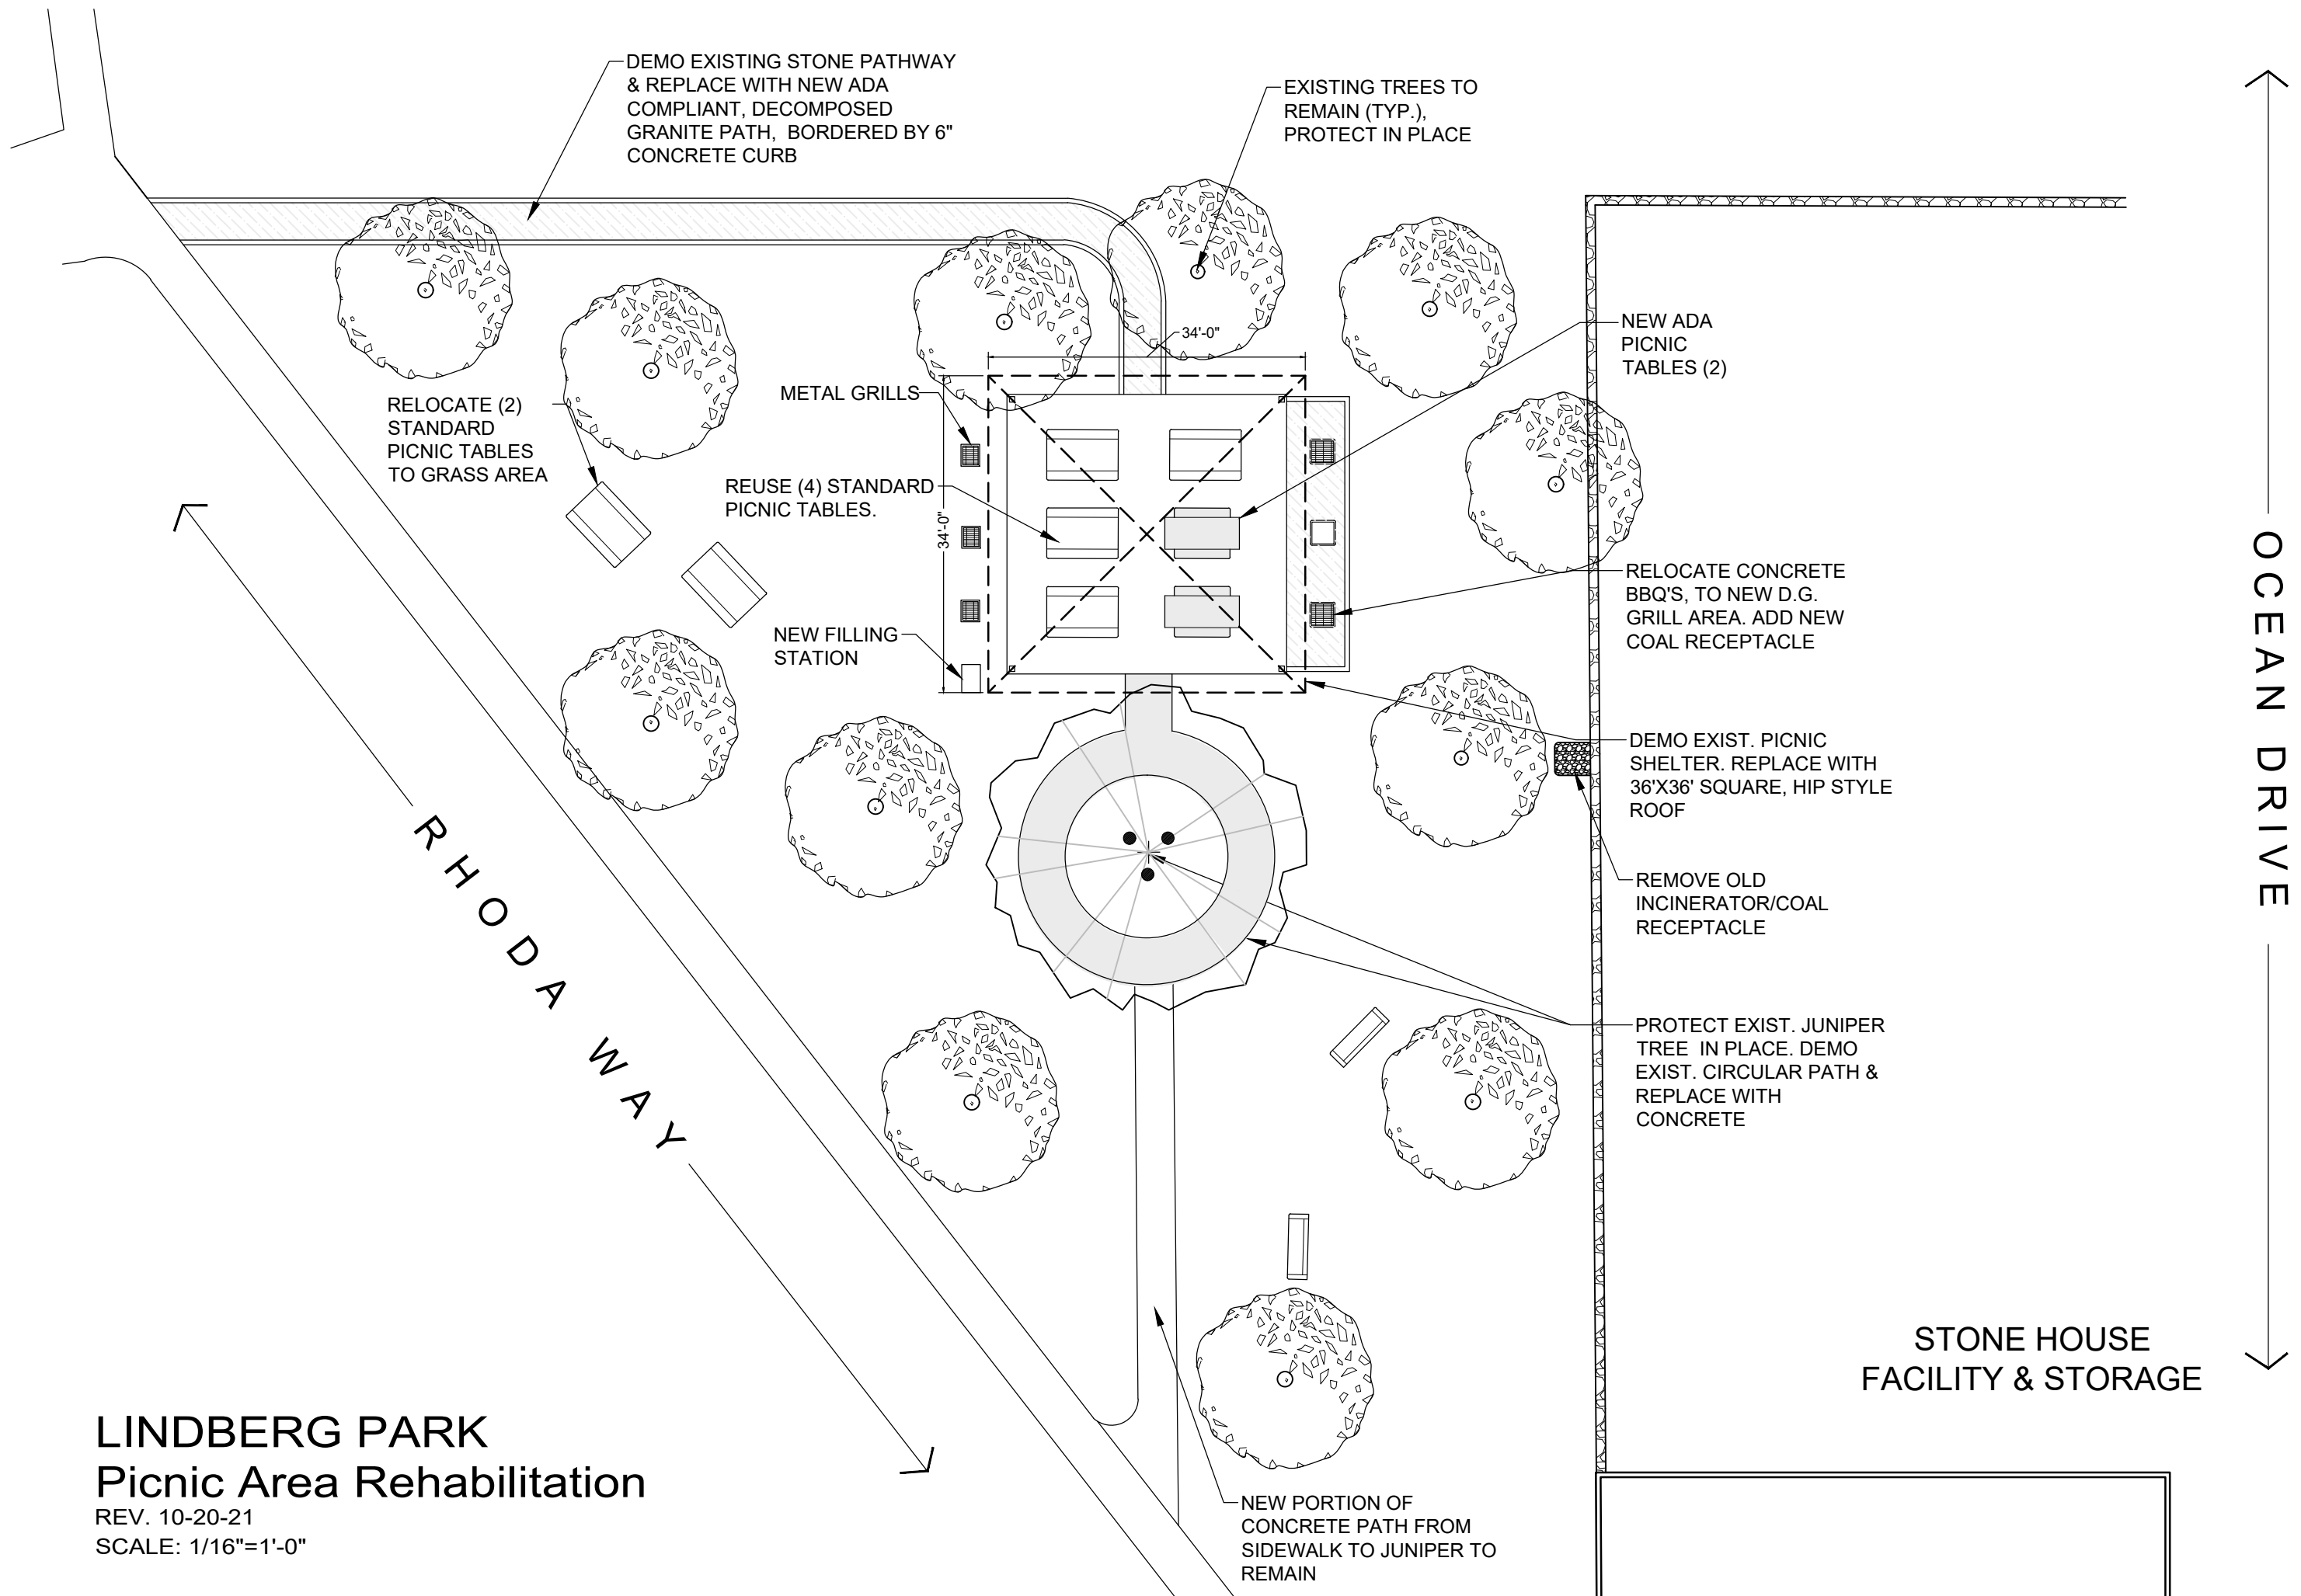 DEMO EXISTING STONE PATHWAY
& REPLACE WITH NEW ADA
COMPLIANT, DECOMPOSED
GRANITE PATH, BORDERED BY 6"
CONCRETE CURB
EXISTING TREES TO
REMAIN (TYP.),
PROTECT IN PLACE
NEW ADA
PICNIC
TABLES (2)
34'-0"
METAL GRILLS
RELOCATE (2)
STANDARD
PICNIC TABLES
TO GRASS AREA
REUSE (4) STANDARD
PICNIC TABLES.
34'-0"
NEW FILLING
STATION
RELOCATE CONCRETE
BBQ'S, TO NEW D.G.
GRILL AREA. ADD NEW
COAL RECEPTACLE
DEMO EXIST. PICNIC
SHELTER. REPLACE WITH
36'X36' SQUARE, HIP STYLE
ROOF
REMOVE OLD
INCINERATOR/COAL
RECEPTACLE
PROTECT EXIST. JUNIPER
TREE IN PLACE. DEMO
EXIST. CIRCULAR PATH &
REPLACE WITH
CONCRETE
OCEAN DRIVE
RHODA WAY
STONE HOUSE
FACILITY & STORAGE
LINDBERG PARK
Picnic Area Rehabilitation
REV. 10-20-21
SCALE: 1/16"=1'-0"
NEW PORTION OF
CONCRETE PATH FROM
SIDEWALK TO JUNIPER TO
REMAIN